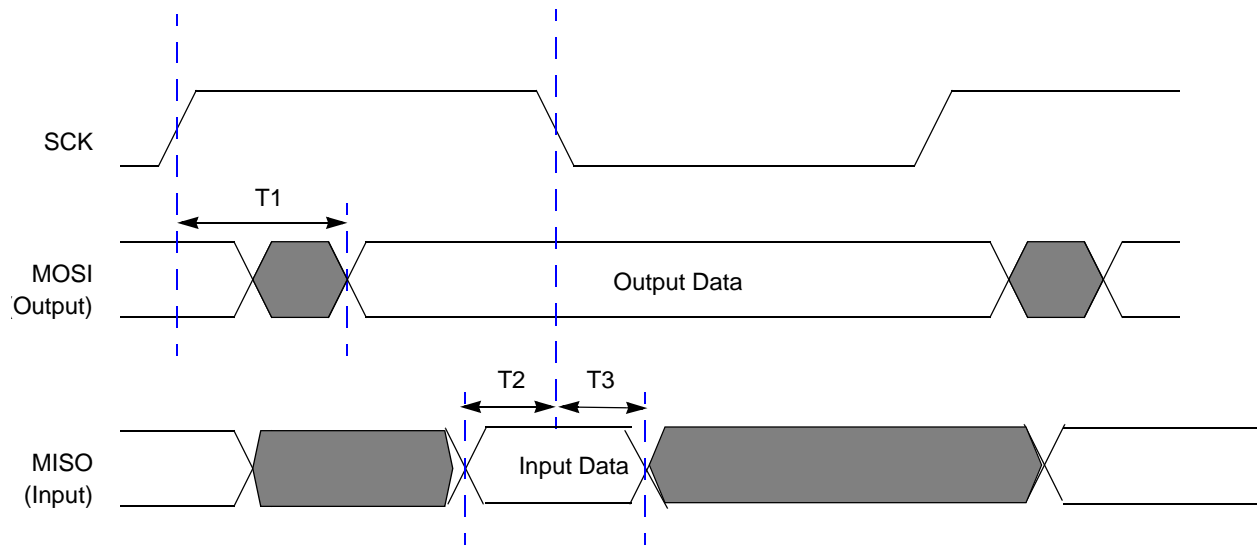 SCK
T1
MOSI
(Output)
Output Data
T2
T3
MISO
(Input)
Input Data